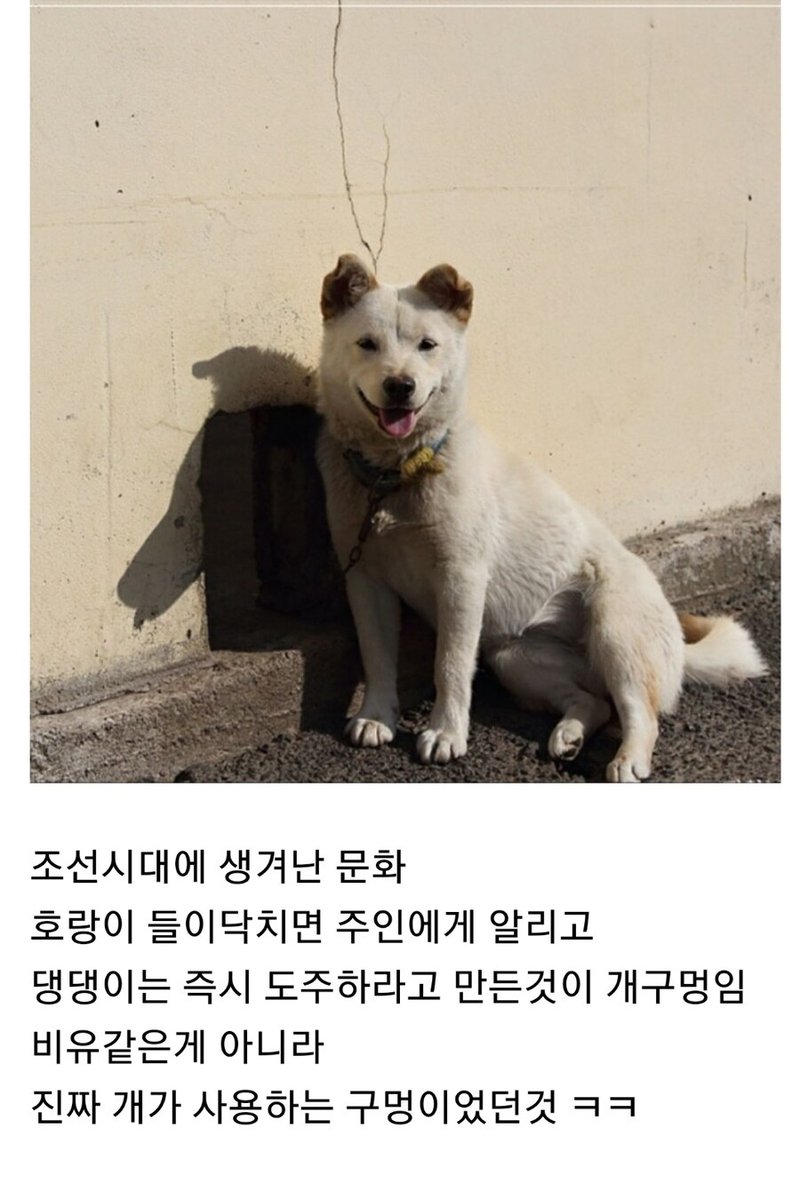 조선시대에 생겨난 문화
호랑이 들이닥치면 주인에게 알리고
댕댕이는 즉시 도주하라고 만든것이 개구멍임
비유같은게 아니라
진짜 개가 사용하는 구멍이었던것 ㅋㅋ